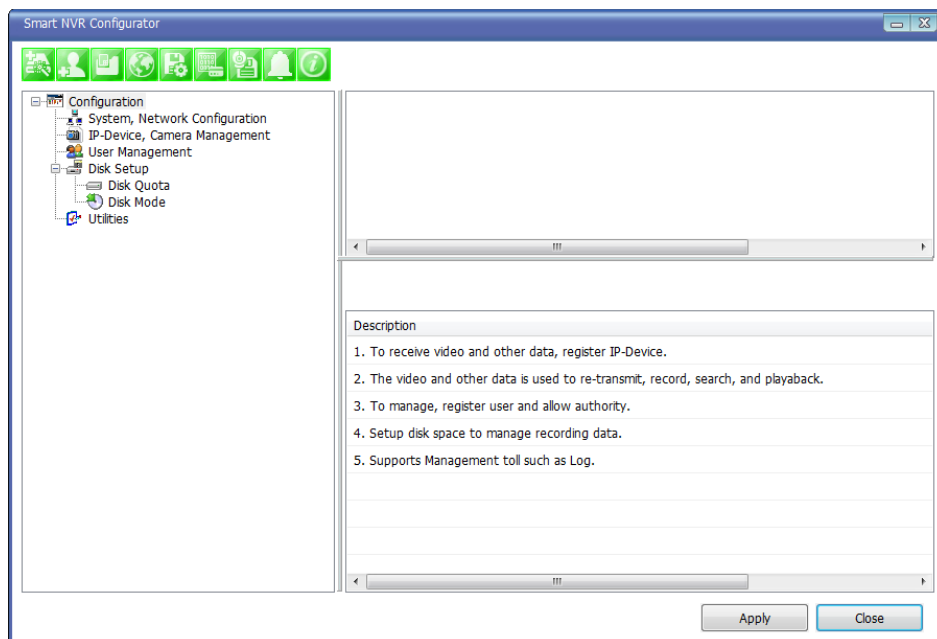 Smart NVR Configurator
Configuration
System, Network Configuration
IP-Device, Camera Management
User Management
Disk Setup
Disk Quota
Disk Mode
Utilities
Description
1. To receive video and other data, register IP-Device.
2. The video and other data is used to re-transmit, record, search, and playaback.
3. To manage, register user and allow authority.
4. Setup disk space to manage recording data.
5. Supports Management toll such as Log.
Apply
Close